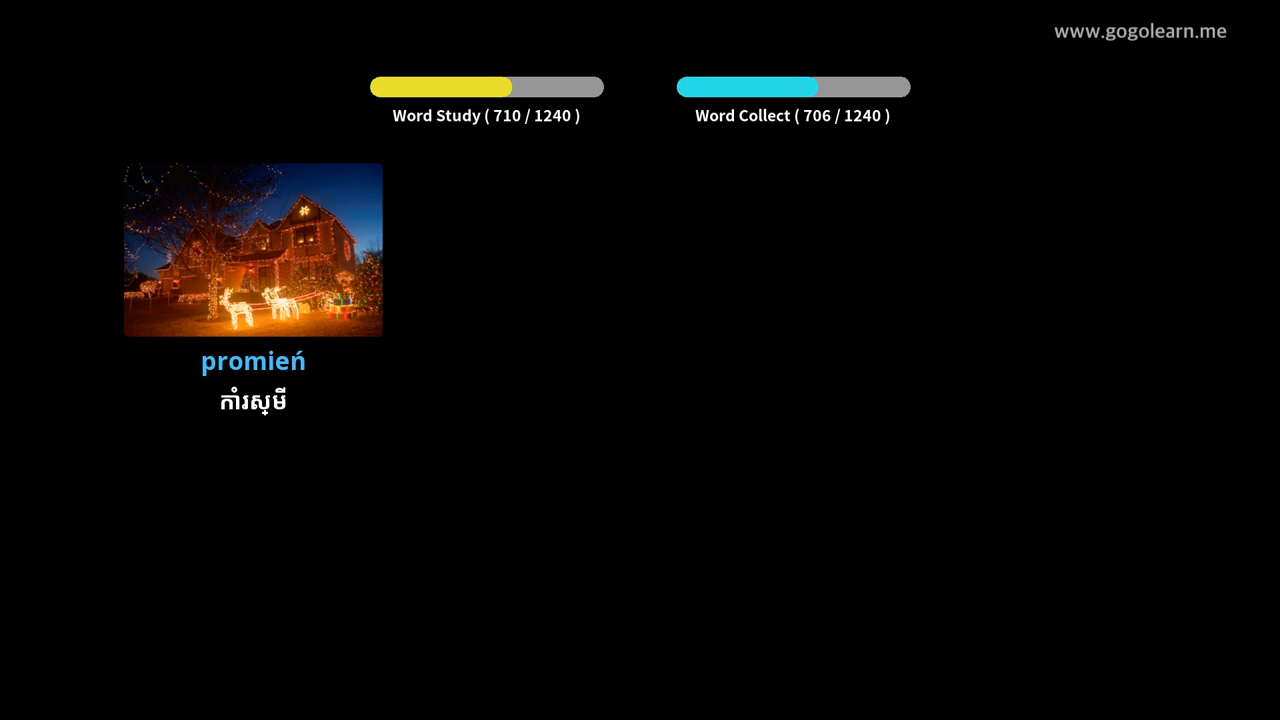 www.gogolearn.me
Word Study ( 710 / 1240 )
Word Collect ( 706 / 1240 )
promień
កាំរស្មី